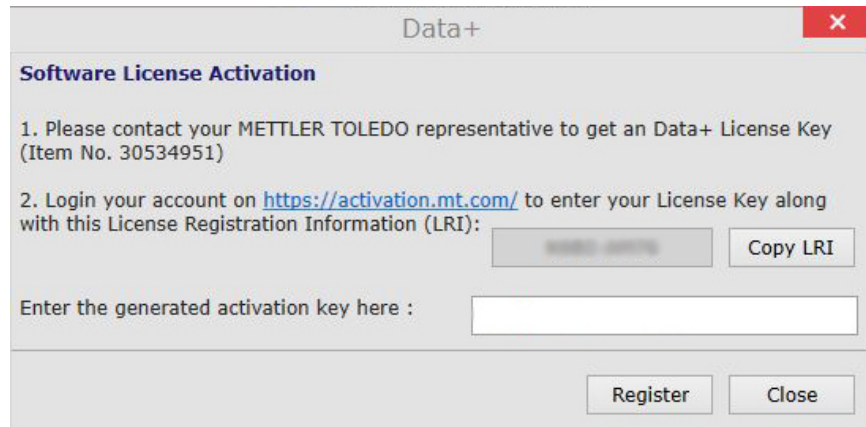 Data+
Software License Activation
1. Please contact your METTLER TOLEDO representative to get an Data+ License Key
(Item No. 30534951)
2. Login your account on https://activation.mt.com/ to enter your License Key along
with this License Registration Information (LRI):
Copy LRI
Enter the generated activation key here :
Register
Close